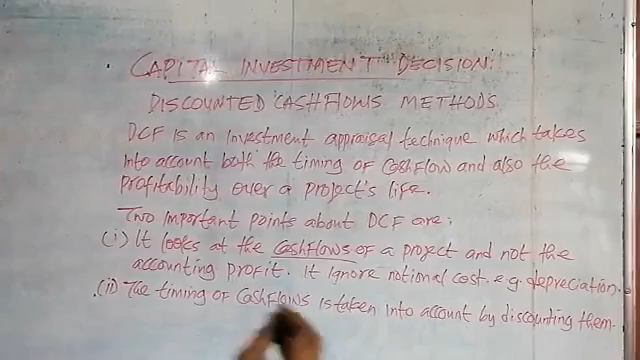 CAPITAL INVESTMENT DECISION:
DISCOUNTED CASHFLOWS METHODS
DCF is an investment appraisal technique which takes
into account both the timing of cashflow and also the
profitability over a project's life.
Two important points about DCF are:
(i) It looks at the cashflows of a project and not the
accounting profit. It ignore notional cost e.g. depreciation.
(ii) The timing of cashflows is taken into account by discounting them.